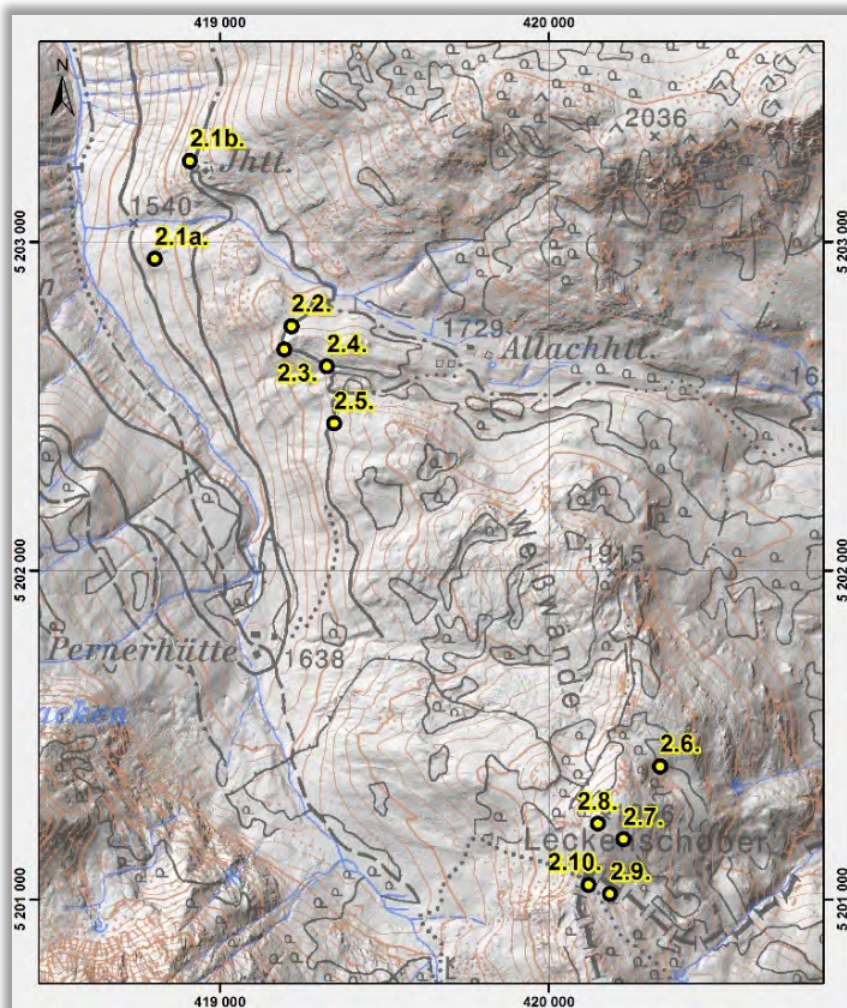 419 000
420 000
N
2036
2.1b.
Jhtt.
1540
5 203 000
5 203 000
2.1a.
n
2.2.
1729
2.4.
Allachhtt.
2.3.
16
2.5.
Weißwände
1915
5 202 000
5 202 000
Pernerhütte
1638
acken
2.6.
2.8.
2.7.
Leckenschober
2.10.
2.9.
5 201 000
5 201 000
419 000
420 000